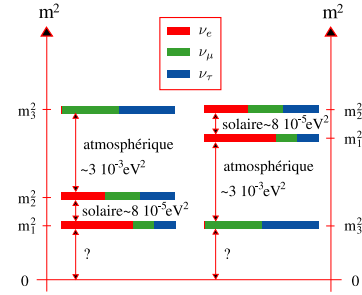 m² m²
νe
νμ
ντ
m₃² m₂²
solaire~8 10⁻⁵eV²
m₁²
atmosphérique
~3 10⁻³eV²
atmosphérique
~3 10⁻³eV²
m₂²
solaire~8 10⁻⁵eV²
m₁² m₃²
? ?
0 0